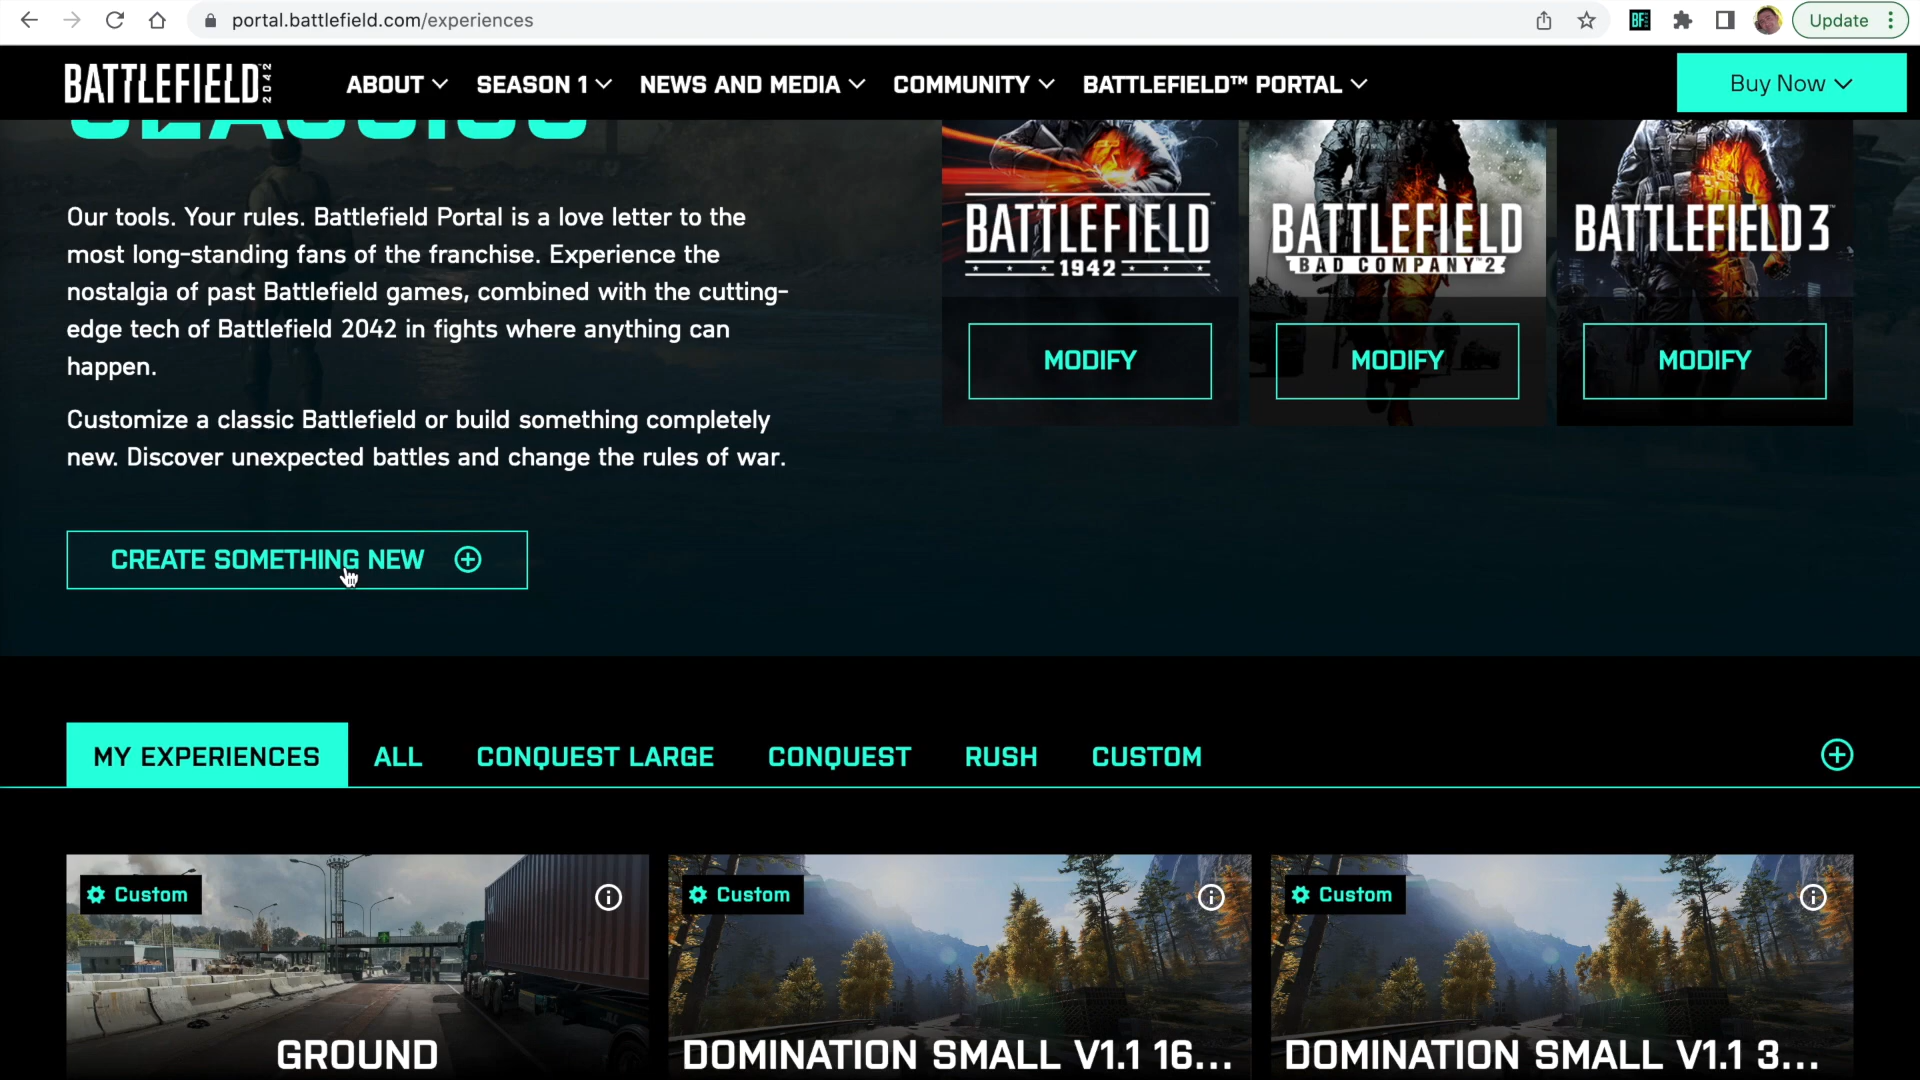 portal.battlefield.com/experiences
BF
Update
BATTLEFIELD 2042
ABOUT
SEASON 1
NEWS AND MEDIA
COMMUNITY
BATTLEFIELD™ PORTAL
Buy Now
CLASSICS
Our tools. Your rules. Battlefield Portal is a love letter to the
most long-standing fans of the franchise. Experience the
nostalgia of past Battlefield games, combined with the cutting-
edge tech of Battlefield 2042 in fights where anything can
happen.
Customize a classic Battlefield or build something completely
new. Discover unexpected battles and change the rules of war.
CREATE SOMETHING NEW
BATTLEFIELD™
1942
MODIFY
BATTLEFIELD
BAD COMPANY™2
MODIFY
BATTLEFIELD 3™
MODIFY
MY EXPERIENCES
ALL
CONQUEST LARGE
CONQUEST
RUSH
CUSTOM
Custom
GROUND
Custom
DOMINATION SMALL V1.1 16...
Custom
DOMINATION SMALL V1.1 3...